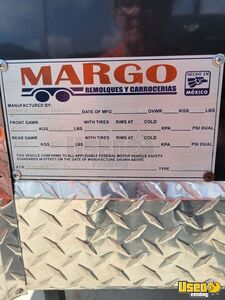 MARGO
REMOLQUES Y CARROCERIAS
HECHO EN
MÉXICO
MANUFACTURED BY: DATE OF MFG GVWR KGS LBS
FRONT GAWR WITH TIRES RIMS AT COLD
KGS LBS KPA PSI DUAL
REAR GAWR WITH TIRES RIMS AT COLD
KGS LBS KPA PSI DUAL
THIS VEHICLE CONFORMS TO ALL APPLICABLE FEDERAL MOTOR VEHICLE SAFETY
STANDARDS IN EFFECT ON THE DATE OF MANUFACTURE SHOWN ABOVE.
TYPE
Used
Vending